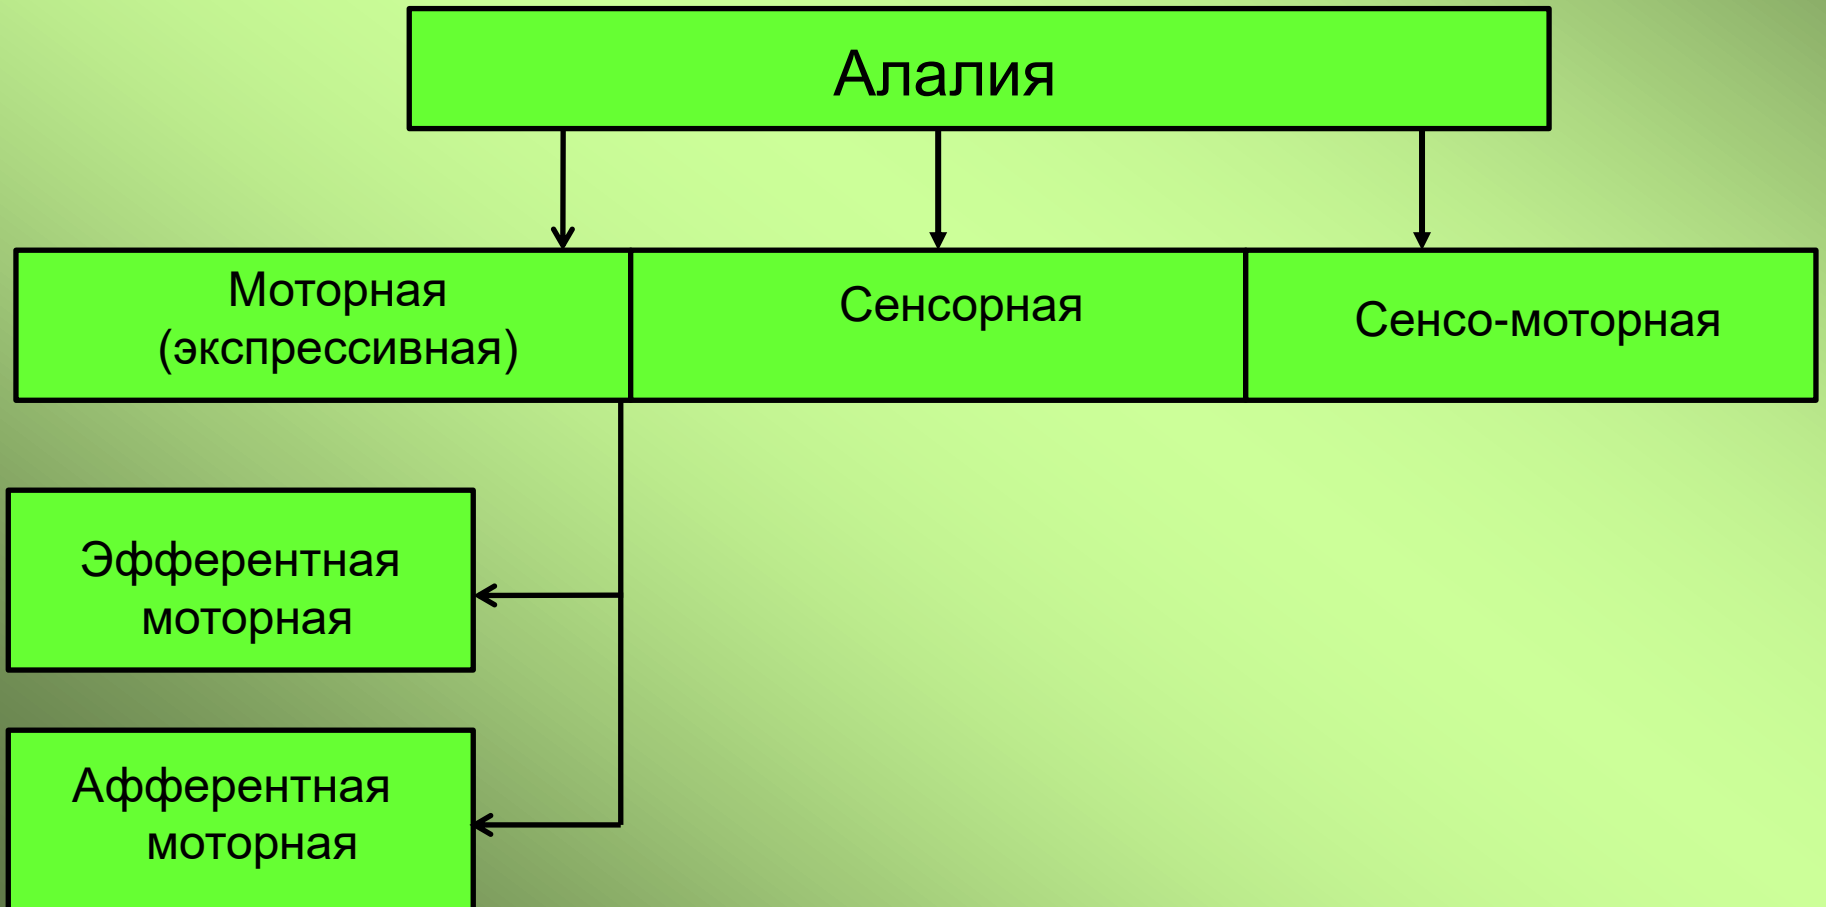 Алалия
Моторная
(экспрессивная)
Сенсорная
Сенсо-моторная
Эфферентная
моторная
Афферентная
моторная